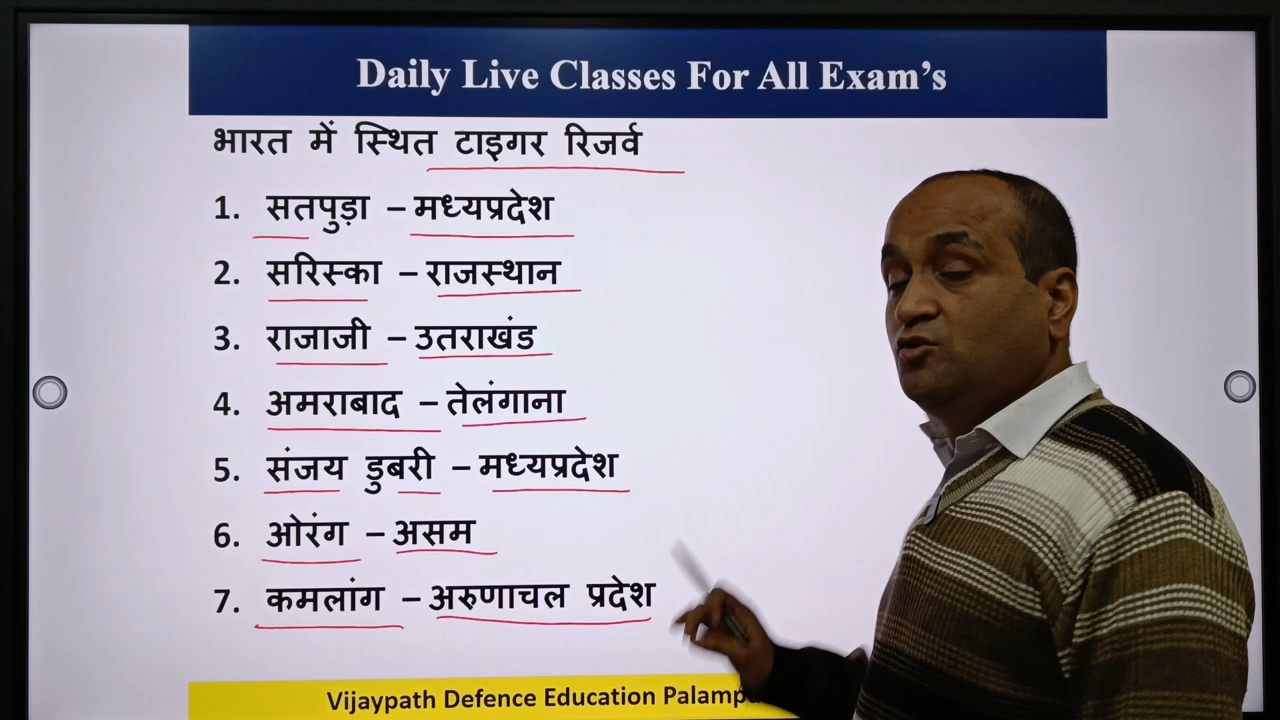 Daily Live Classes For All Exam’s
भारत में स्थित टाइगर रिजर्व
1. सतपुड़ा – मध्यप्रदेश
2. सरिस्का – राजस्थान
3. राजाजी – उतराखंड
4. अमराबाद – तेलंगाना
5. संजय डुबरी – मध्यप्रदेश
6. ओरंग – असम
7. कमलांग – अरुणाचल प्रदेश
Vijaypath Defence Education